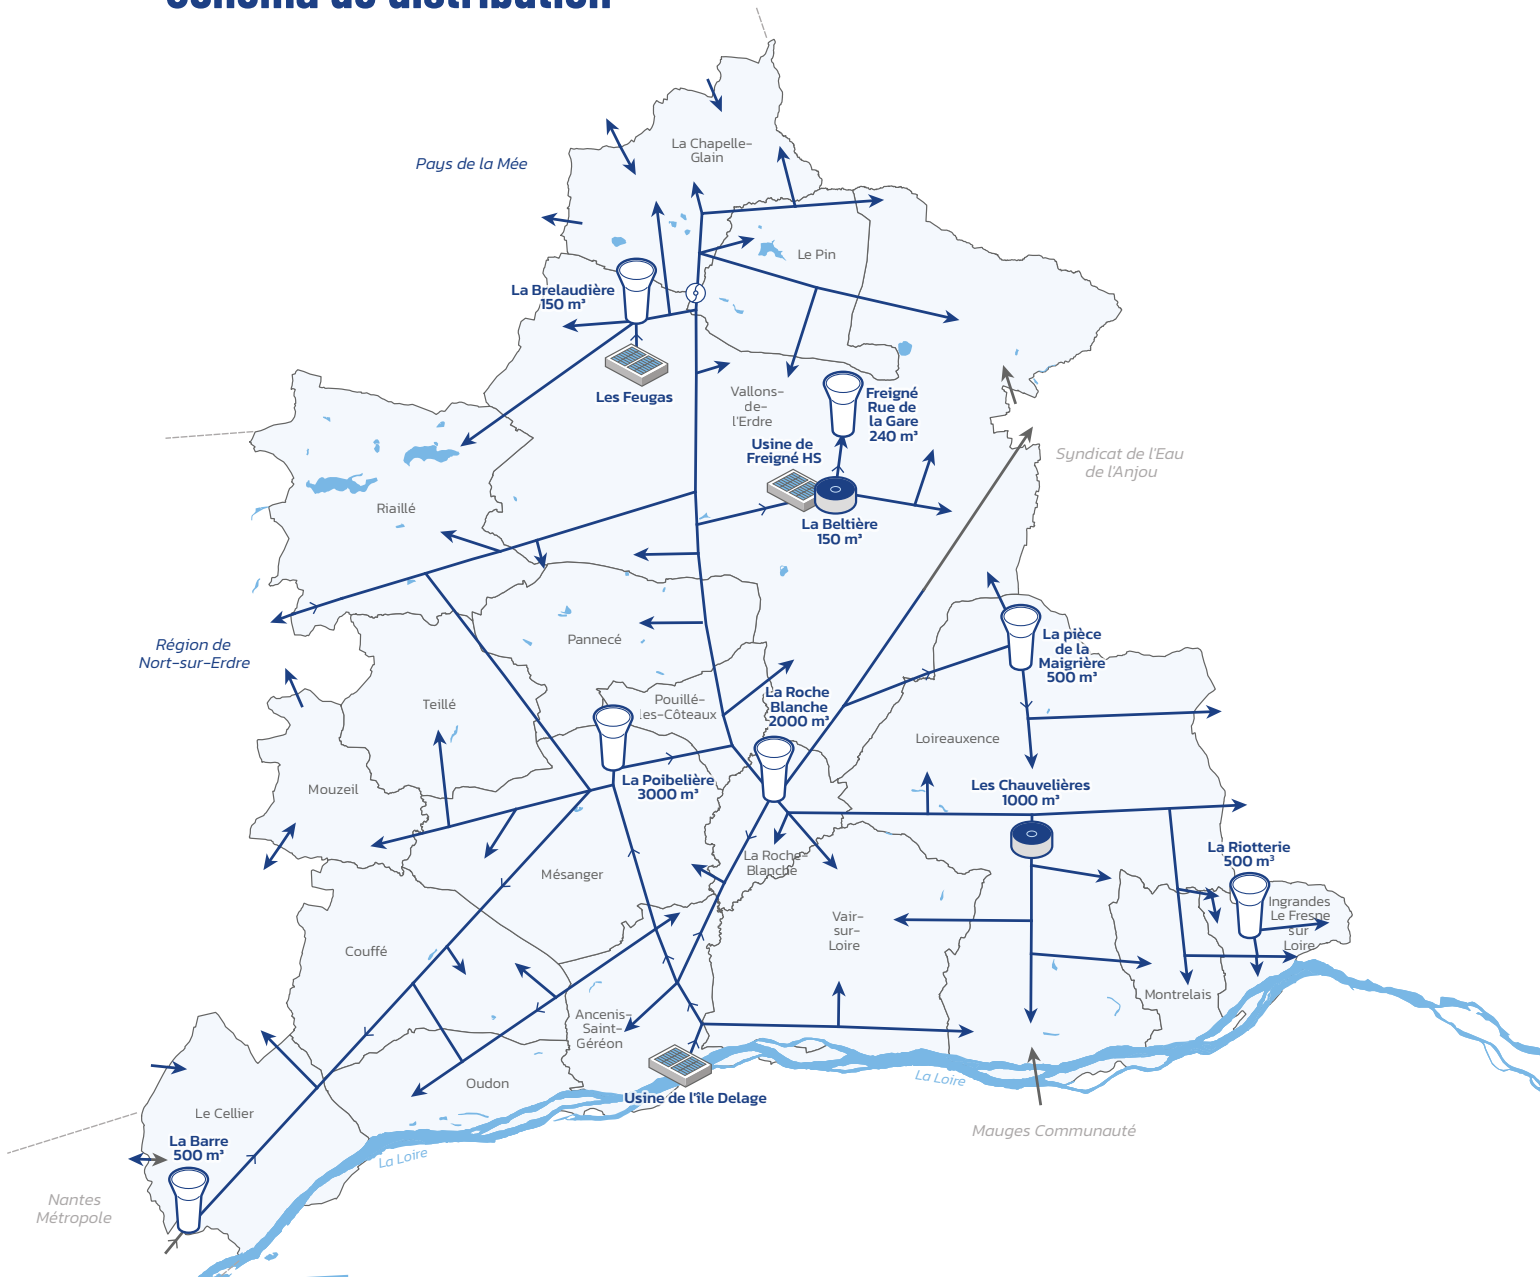 Schéma de distribution
La Chapelle-
Glain
Pays de la Mée
Le Pin
La Brelaudière
150 m³
Les Feugas
Vallons-
de-
l'Erdre
Freigné
Rue de
la Gare
240 m³
Usine de
Freigné HS
La Beltière
150 m³
Syndicat de l'Eau
de l'Anjou
Riaillé
Région de
Nort-sur-Erdre
Pannecé
La pièce
de la
Maigrière
500 m³
Teillé
Pouillé-
les-Côteaux
La Roche
Blanche
2000 m³
Loireauxence
Mouzeil
La Poibelière
3000 m³
Les Chauvelières
1000 m³
La Riotterie
500 m³
La Roche-
Blanche
Mésanger
Ingrandes
Le Fresne
sur
Loire
Vair-
sur-
Loire
Couffé
Montrelais
Ancenis-
Saint-
Géréon
Oudon
La Loire
Usine de l'île Delage
Le Cellier
Mauges Communauté
La Barre
500 m³
La Loire
Nantes
Métropole